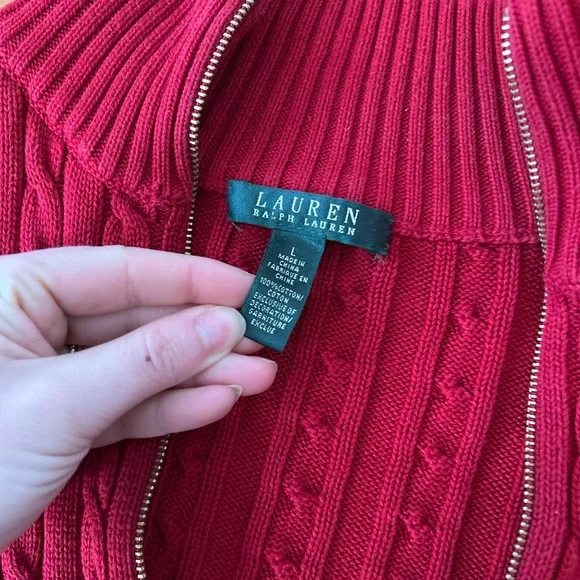 LAUREN
RALPH LAUREN
L
MADE IN
CHINA
FABRIQUE EN
CHINE
100%COTTON/
COTON
EXCLUSIVE OF
DECORATION/
GARNITURE
EXCLUE